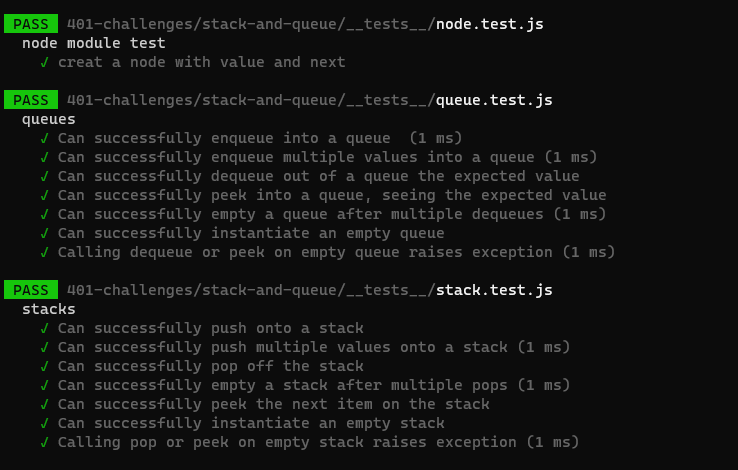 PASS 401-challenges/stack-and-queue/__tests__/node.test.js
node module test
✓ creat a node with value and next
PASS 401-challenges/stack-and-queue/__tests__/queue.test.js
queues
✓ Can successfully enqueue into a queue  (1 ms)
✓ Can successfully enqueue multiple values into a queue (1 ms)
✓ Can successfully dequeue out of a queue the expected value
✓ Can successfully peek into a queue, seeing the expected value
✓ Can successfully empty a queue after multiple dequeues (1 ms)
✓ Can successfully instantiate an empty queue
✓ Calling dequeue or peek on empty queue raises exception (1 ms)
PASS 401-challenges/stack-and-queue/__tests__/stack.test.js
stacks
✓ Can successfully push onto a stack
✓ Can successfully push multiple values onto a stack (1 ms)
✓ Can successfully pop off the stack
✓ Can successfully empty a stack after multiple pops (1 ms)
✓ Can successfully peek the next item on the stack
✓ Can successfully instantiate an empty stack
✓ Calling pop or peek on empty stack raises exception (1 ms)